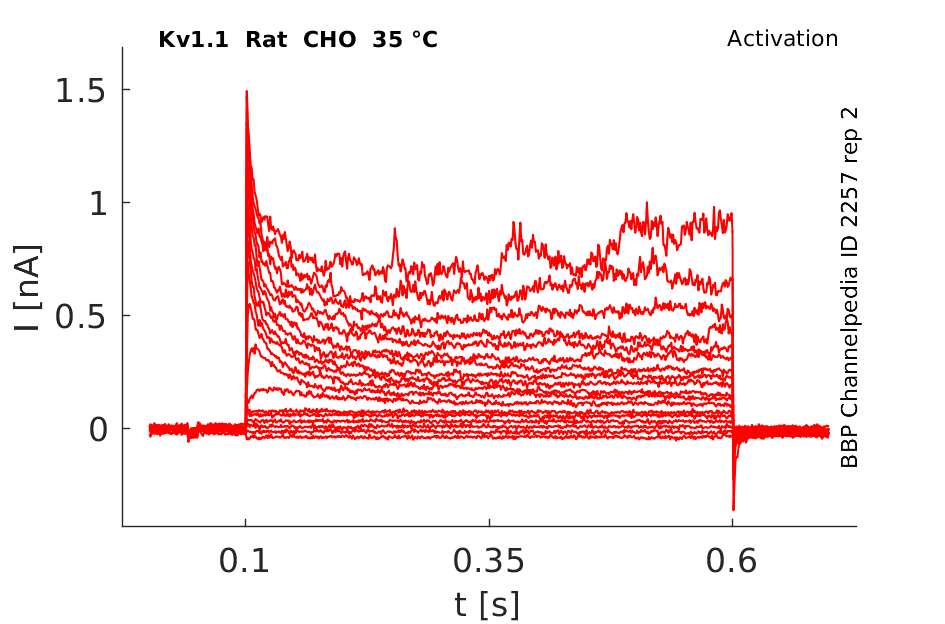 Kv1.1 Rat CHO 35 °C
Activation
1.5
1
0.5
0
I [nA]
0.1
0.35
0.6
t [s]
BBP Channelpedia ID 2257 rep 2